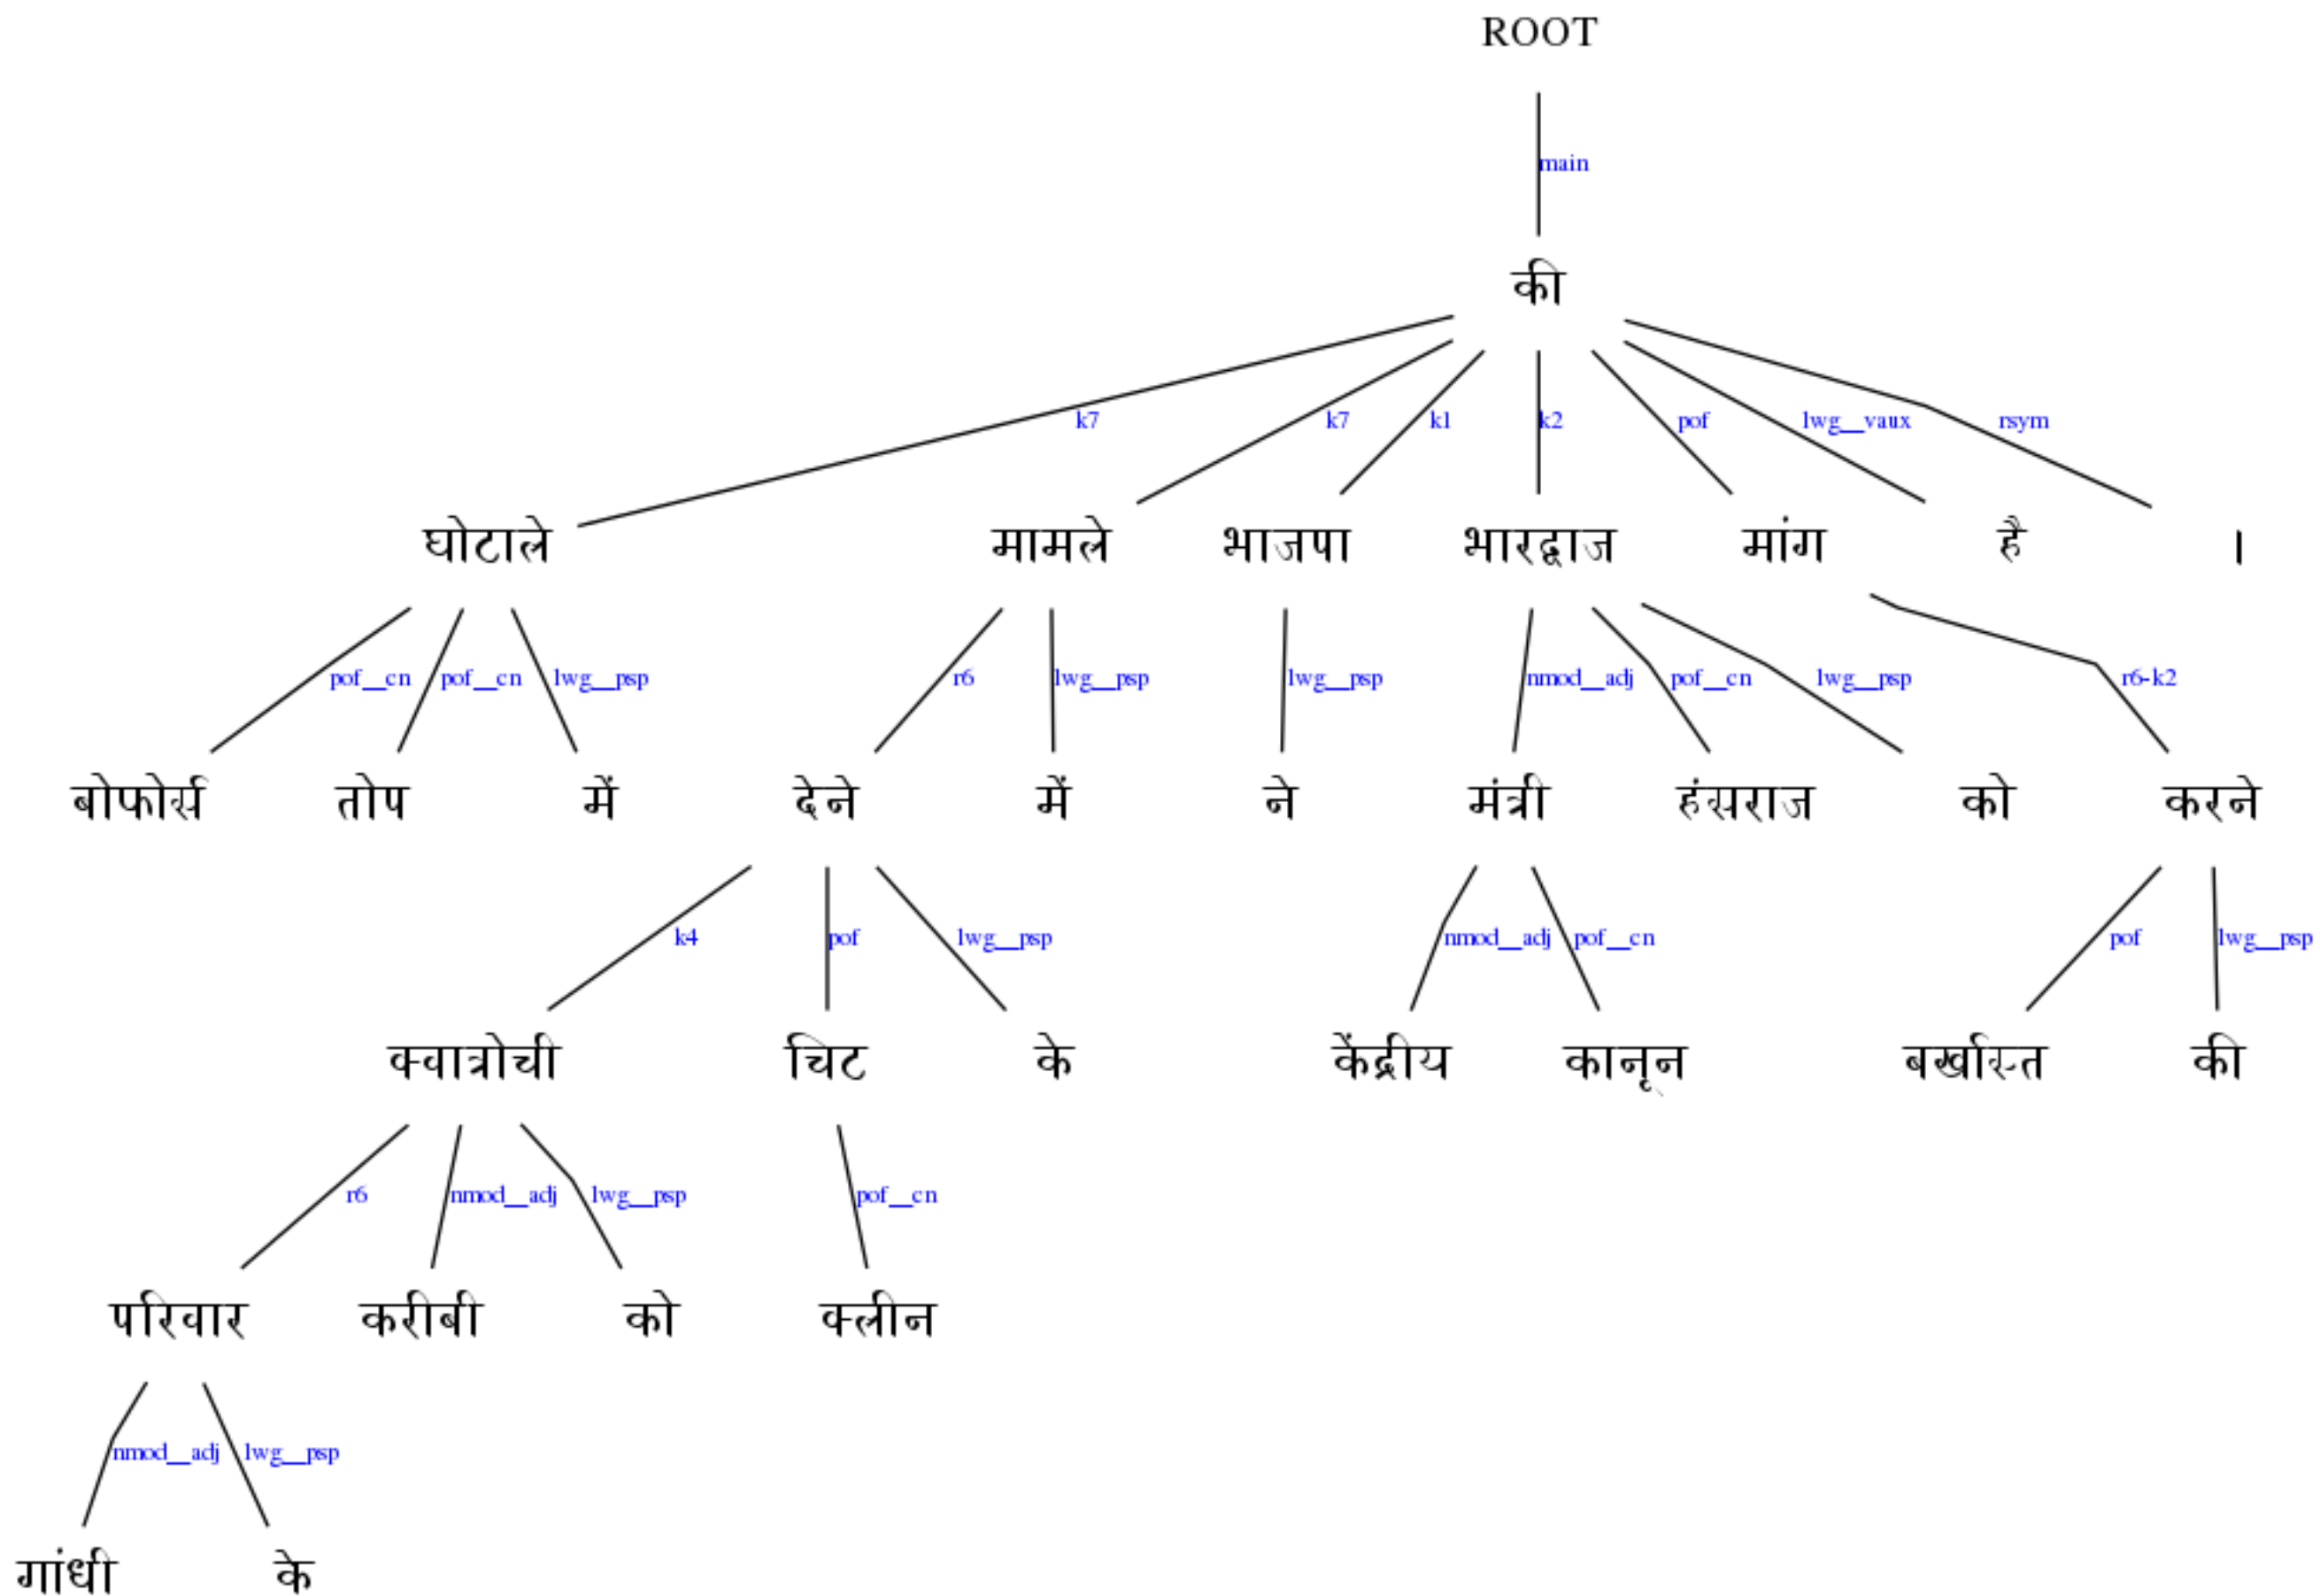 ROOT
main
की
k7 k7 k1 k2 pof lwg__vaux rsym
घोटाले मामले भाजपा भारद्वाज मांग है ।
pof__cn pof__cn lwg__psp r6 lwg__psp lwg__psp nmod__adj pof__cn lwg__psp r6-k2
बोफोर्स तोप में देने में ने मंत्री हंसराज को करने
k4 pof lwg__psp nmod__adj pof__cn pof lwg__psp
क्वात्रोची चिट के केंद्रीय कानून बर्खास्त की
r6 nmod__adj lwg__psp pof__cn
परिवार करीबी को क्लीन
nmod__adj lwg__psp
गांधी के